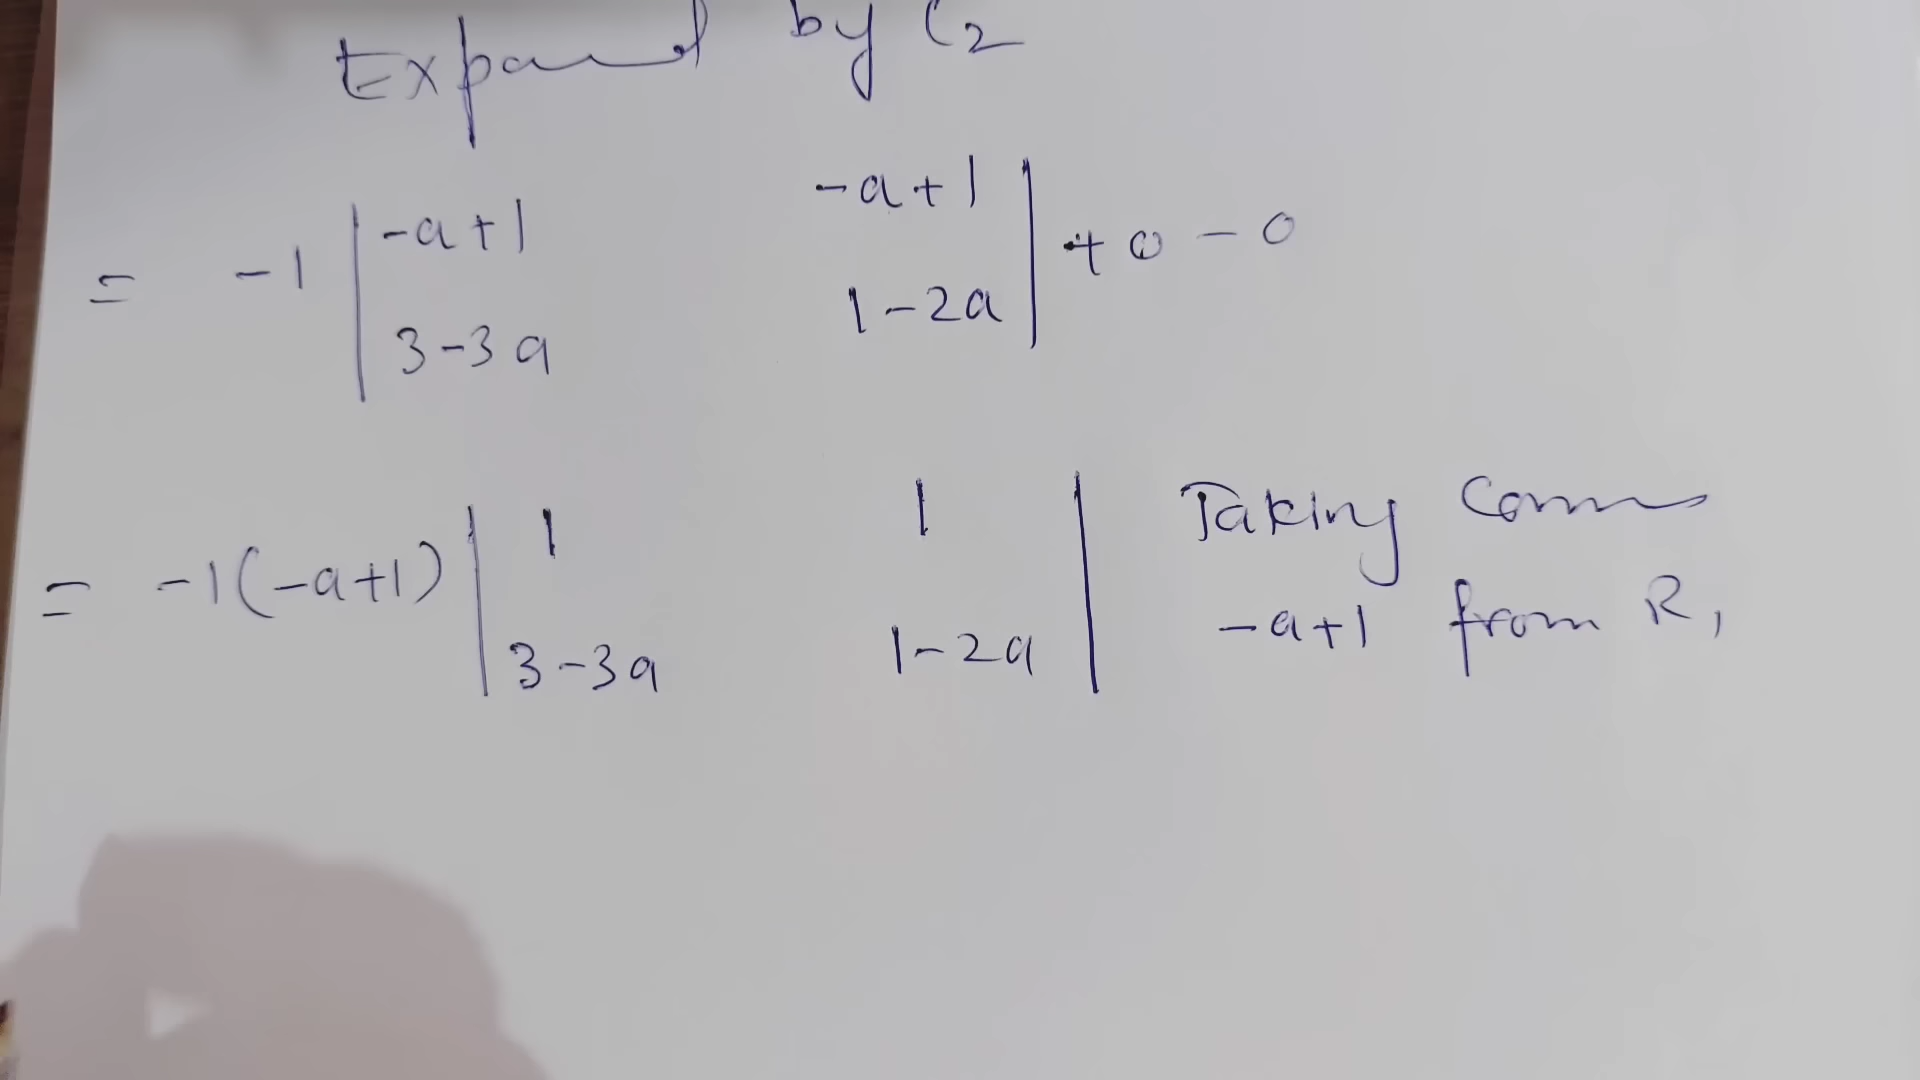 Expand by C2
= -1 | -a+1 -a+1 | + 0 - 0
3-3a 1-2a
= -1(-a+1) | 1 1 | Taking Comm
3-3a 1-2a -a+1 from R1